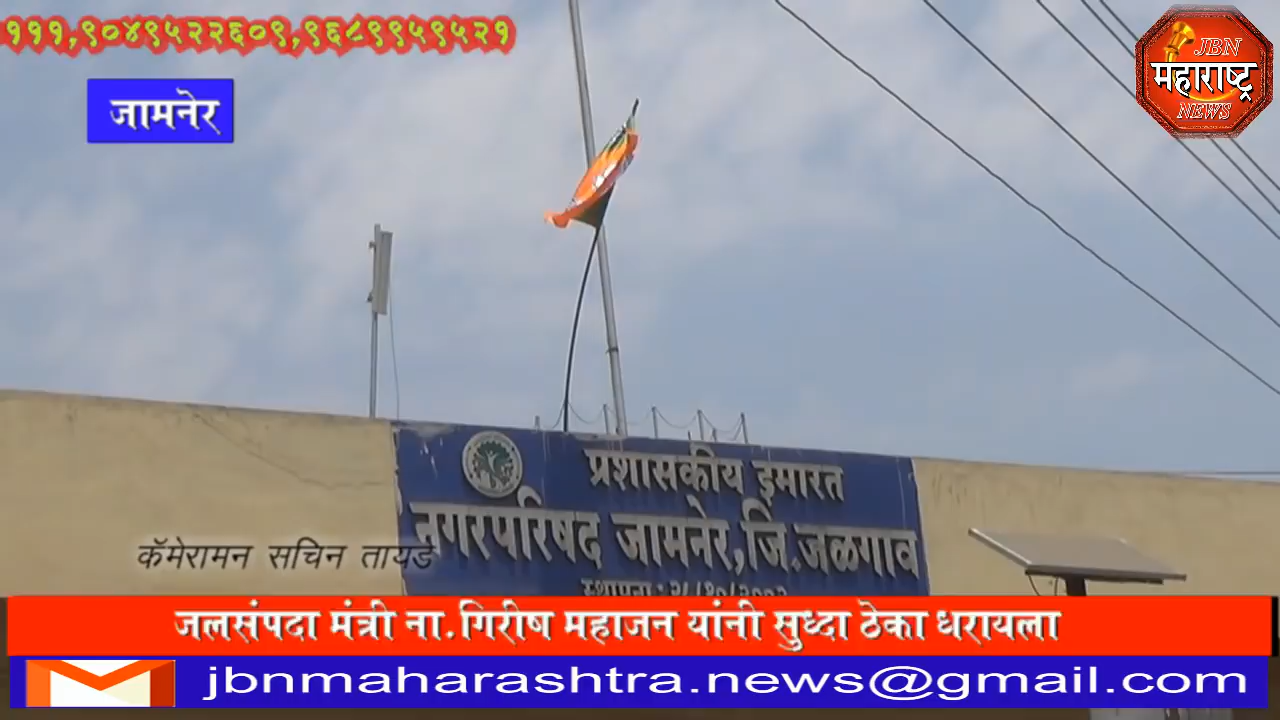 १११,९०४९५२२६०९,९६८९९५९५२१
JBN
महाराष्ट्र
NEWS
जामनेर
प्रशासकीय इमारत
नगरपरिषद जामनेर,जि.जळगाव
कॅमेरामन सचिन तायडे
जलसंपदा मंत्री ना.गिरीष महाजन यांनी सुध्दा ठेका धरायला
jbnmaharashtra.news@gmail.com